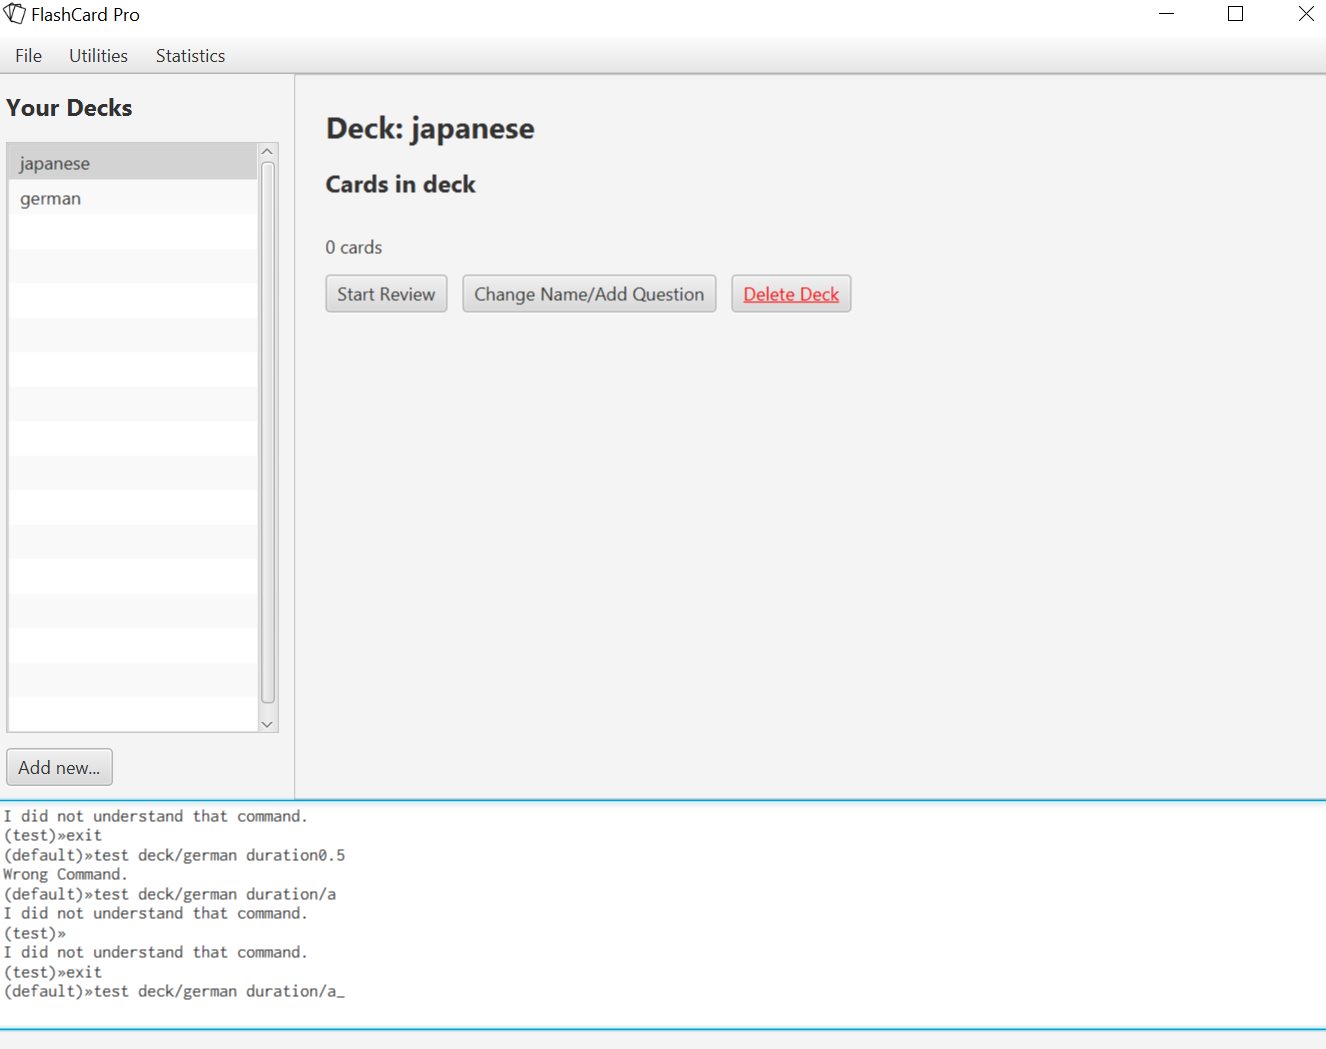 FlashCard Pro
File Utilities Statistics
Your Decks
japanese
german
Add new...
Deck: japanese
Cards in deck
0 cards
Start Review Change Name/Add Question Delete Deck
I did not understand that command.
(test)»exit
(default)»test deck/german duration0.5
Wrong Command.
(default)»test deck/german duration/a
I did not understand that command.
(test)»
I did not understand that command.
(test)»exit
(default)»test deck/german duration/a_